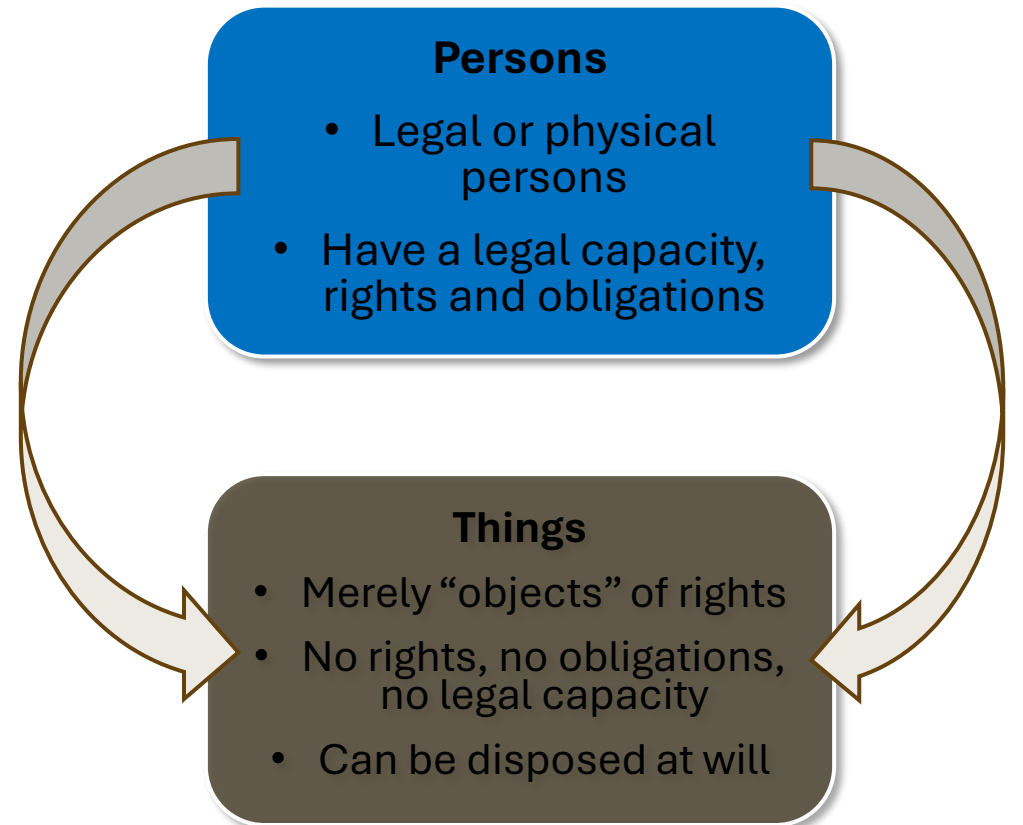 Persons
• Legal or physical
persons
• Have a legal capacity,
rights and obligations
Things
• Merely “objects” of rights
• No rights, no obligations,
no legal capacity
• Can be disposed at will